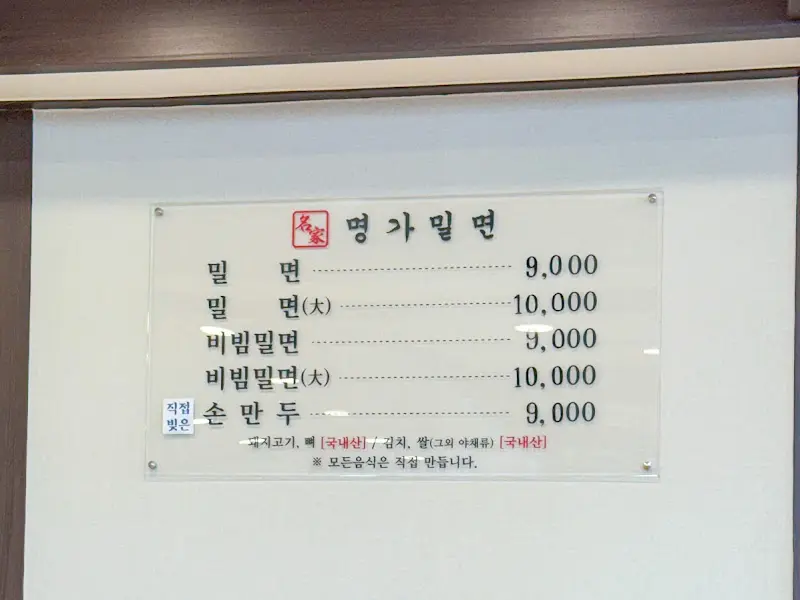 名家 명가밀면
밀 면 9,000
밀 면(大) 10,000
비빔밀면 9,000
비빔밀면(大) 10,000
직접 빚은 손만두 9,000
돼지고기, 뼈 [국내산] / 김치, 쌀(그외 야채류) [국내산]
※ 모든음식은 직접 만듭니다.